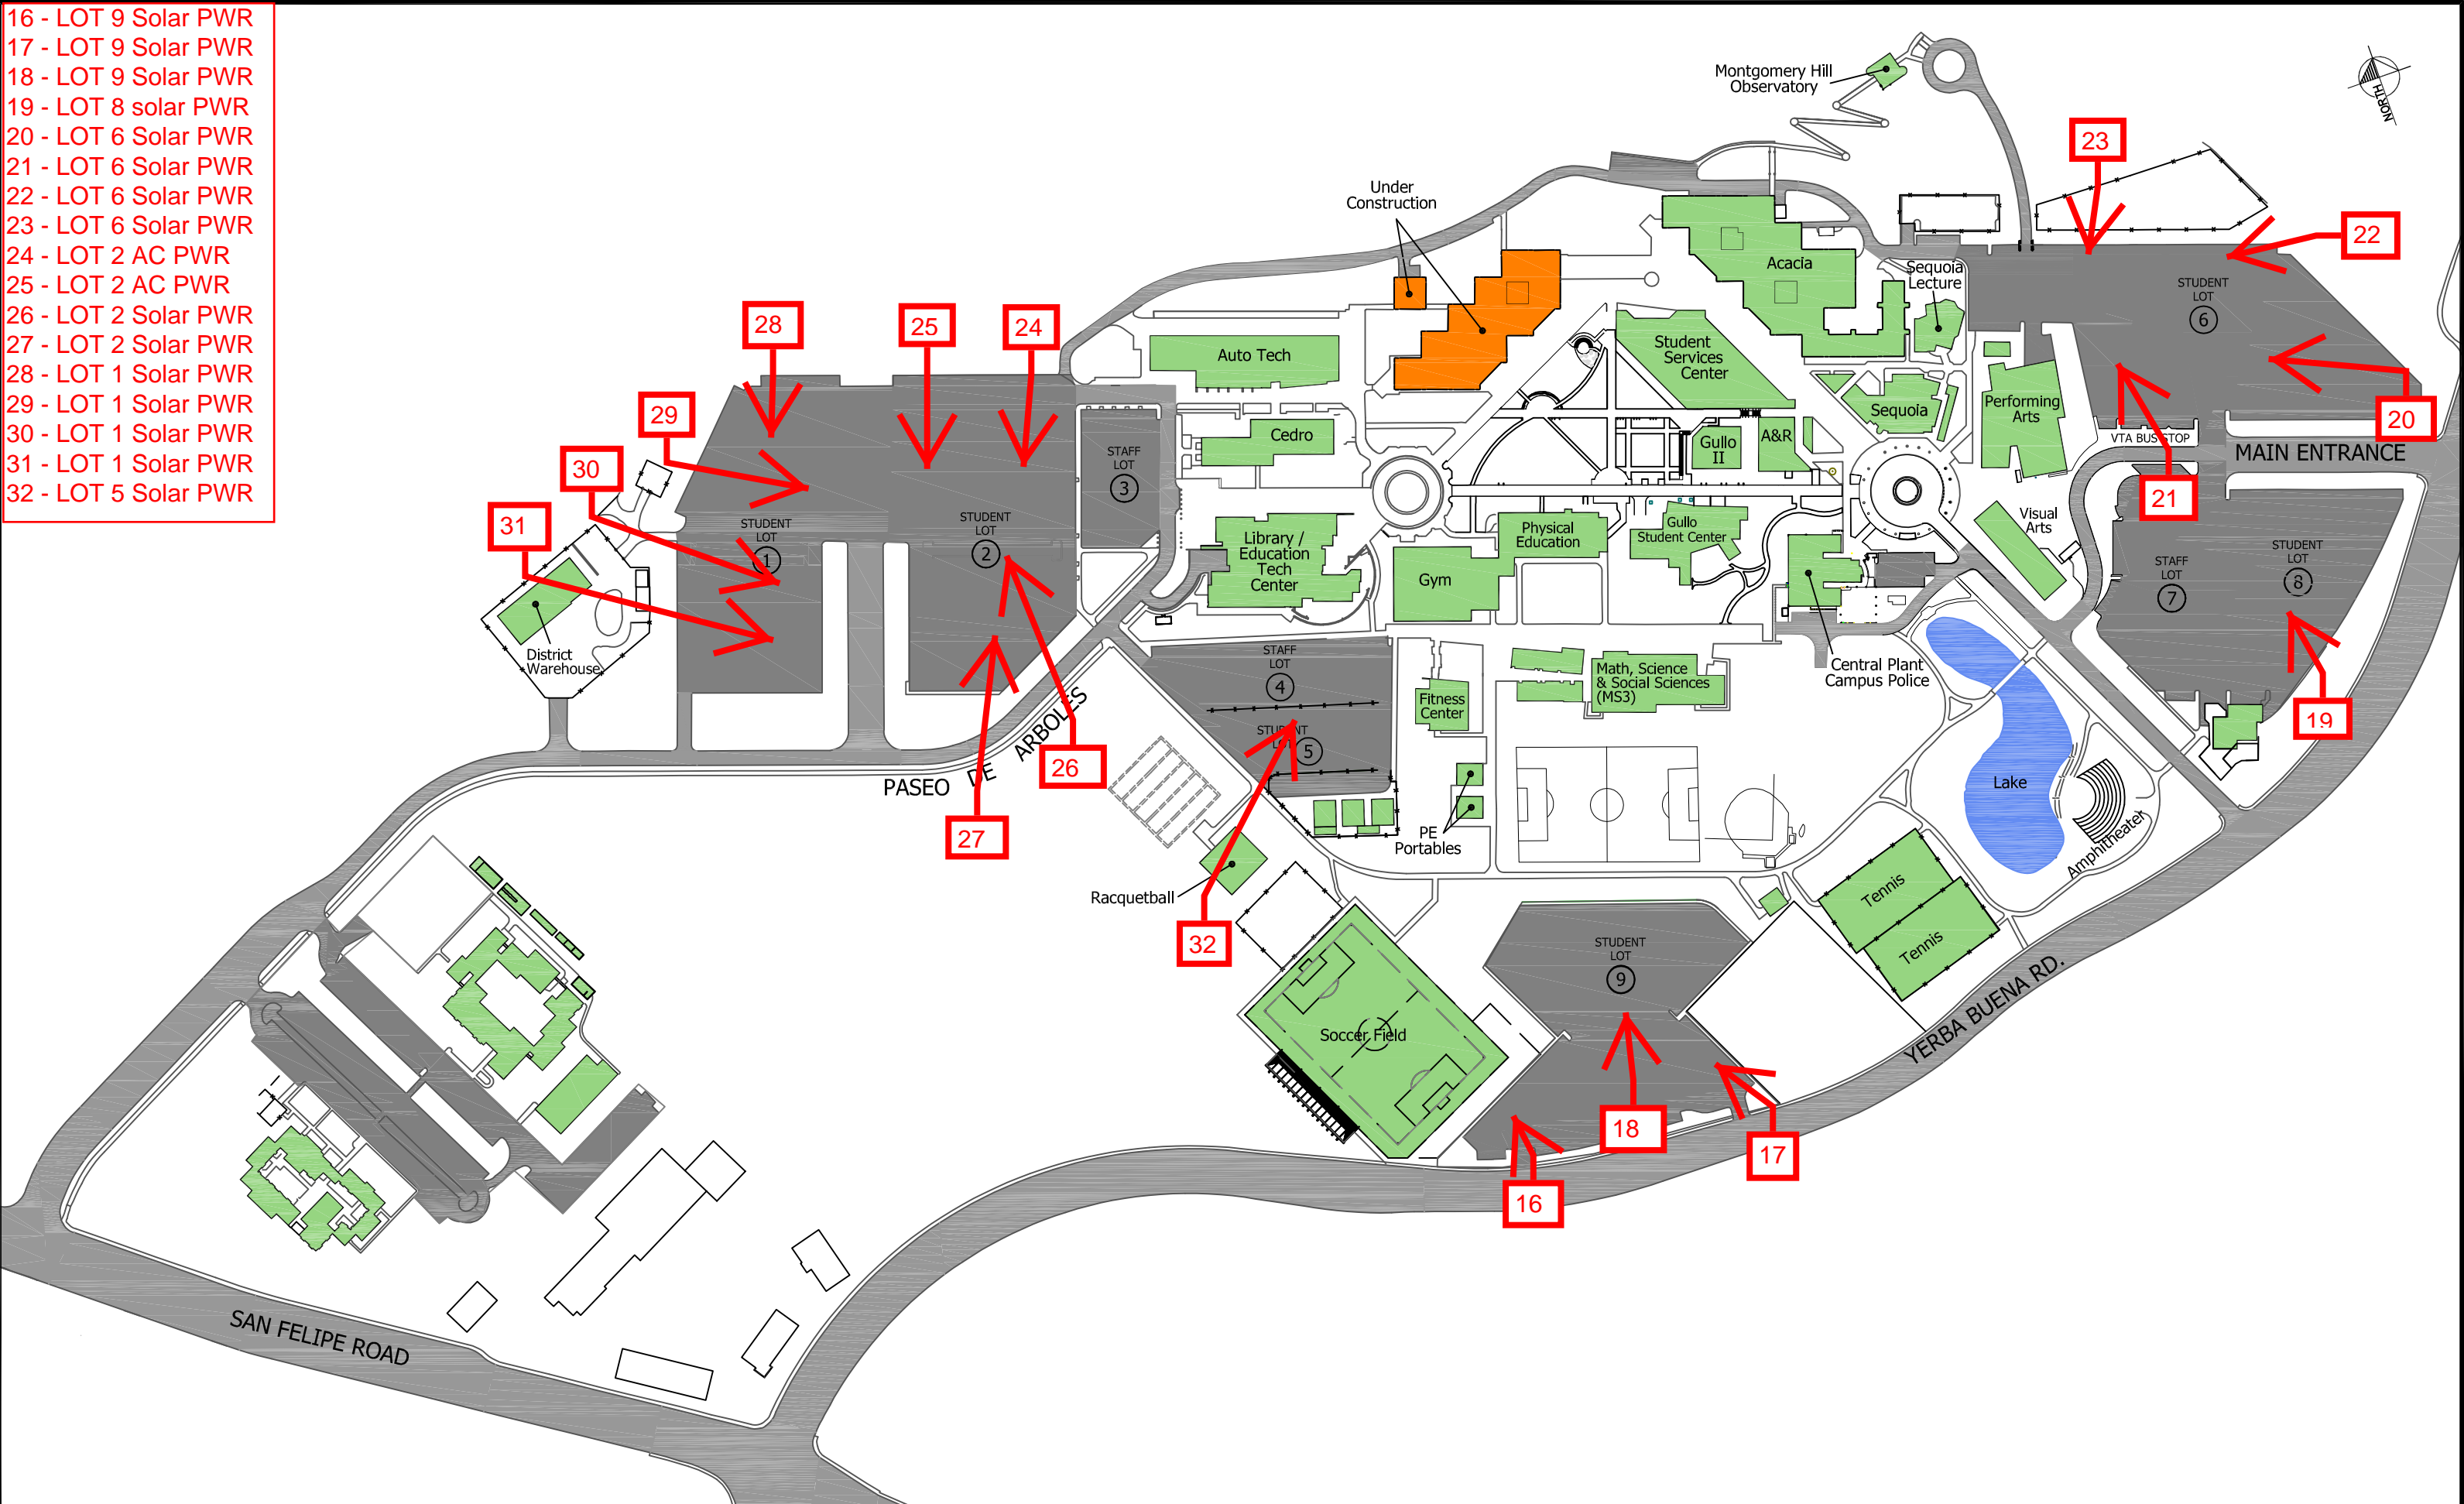 16 - LOT 9 Solar PWR
17 - LOT 9 Solar PWR
18 - LOT 9 Solar PWR
19 - LOT 8 solar PWR
20 - LOT 6 Solar PWR
21 - LOT 6 Solar PWR
22 - LOT 6 Solar PWR
23 - LOT 6 Solar PWR
24 - LOT 2 AC PWR
25 - LOT 2 AC PWR
26 - LOT 2 Solar PWR
27 - LOT 2 Solar PWR
28 - LOT 1 Solar PWR
29 - LOT 1 Solar PWR
30 - LOT 1 Solar PWR
31 - LOT 1 Solar PWR
32 - LOT 5 Solar PWR
Montgomery Hill
Observatory
NORTH
23
22
Under
Construction
Acacia
Sequoia
Lecture
STUDENT
LOT
6
28
25
24
Auto Tech
Student
Services
Center
29
Cedro
Gullo
II
A&R
Sequoia
Performing
Arts
20
VTA BUS STOP
MAIN ENTRANCE
30
STAFF
LOT
3
21
31
STUDENT
LOT
1
STUDENT
LOT
2
Library /
Education
Tech
Center
Physical
Education
Gullo
Student Center
Visual
Arts
Gym
STAFF
LOT
7
STUDENT
LOT
8
District
Warehouse
STAFF
LOT
4
Fitness
Center
Math, Science
& Social Sciences
(MS3)
Central Plant
Campus Police
19
STUDENT
LOT
5
26
PASEO DE ARBOLES
27
Lake
Amphitheater
PE
Portables
Racquetball
32
Tennis
Tennis
STUDENT
LOT
9
Soccer Field
YERBA BUENA RD.
18
17
16
SAN FELIPE ROAD